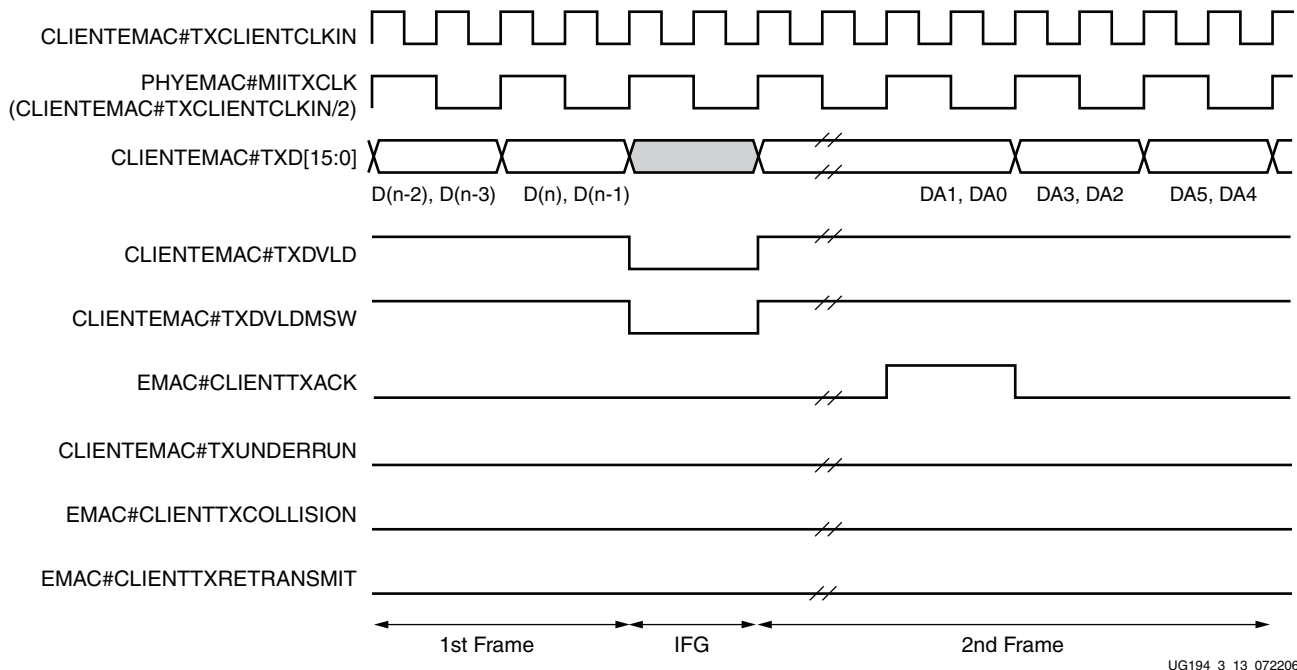 CLIENTEMAC#TXCLIENTCLKIN
PHYEMAC#MIITXCLK
(CLIENTEMAC#TXCLIENTCLKIN/2)
CLIENTEMAC#TXD[15:0]
D(n-2), D(n-3) D(n), D(n-1) DA1, DA0 DA3, DA2 DA5, DA4
CLIENTEMAC#TXDVLD
CLIENTEMAC#TXDVLDMSW
EMAC#CLIENTTXACK
CLIENTEMAC#TXUNDERRUN
EMAC#CLIENTTXCOLLISION
EMAC#CLIENTTXRETRANSMIT
1st Frame IFG 2nd Frame
UG194_3_13_072206